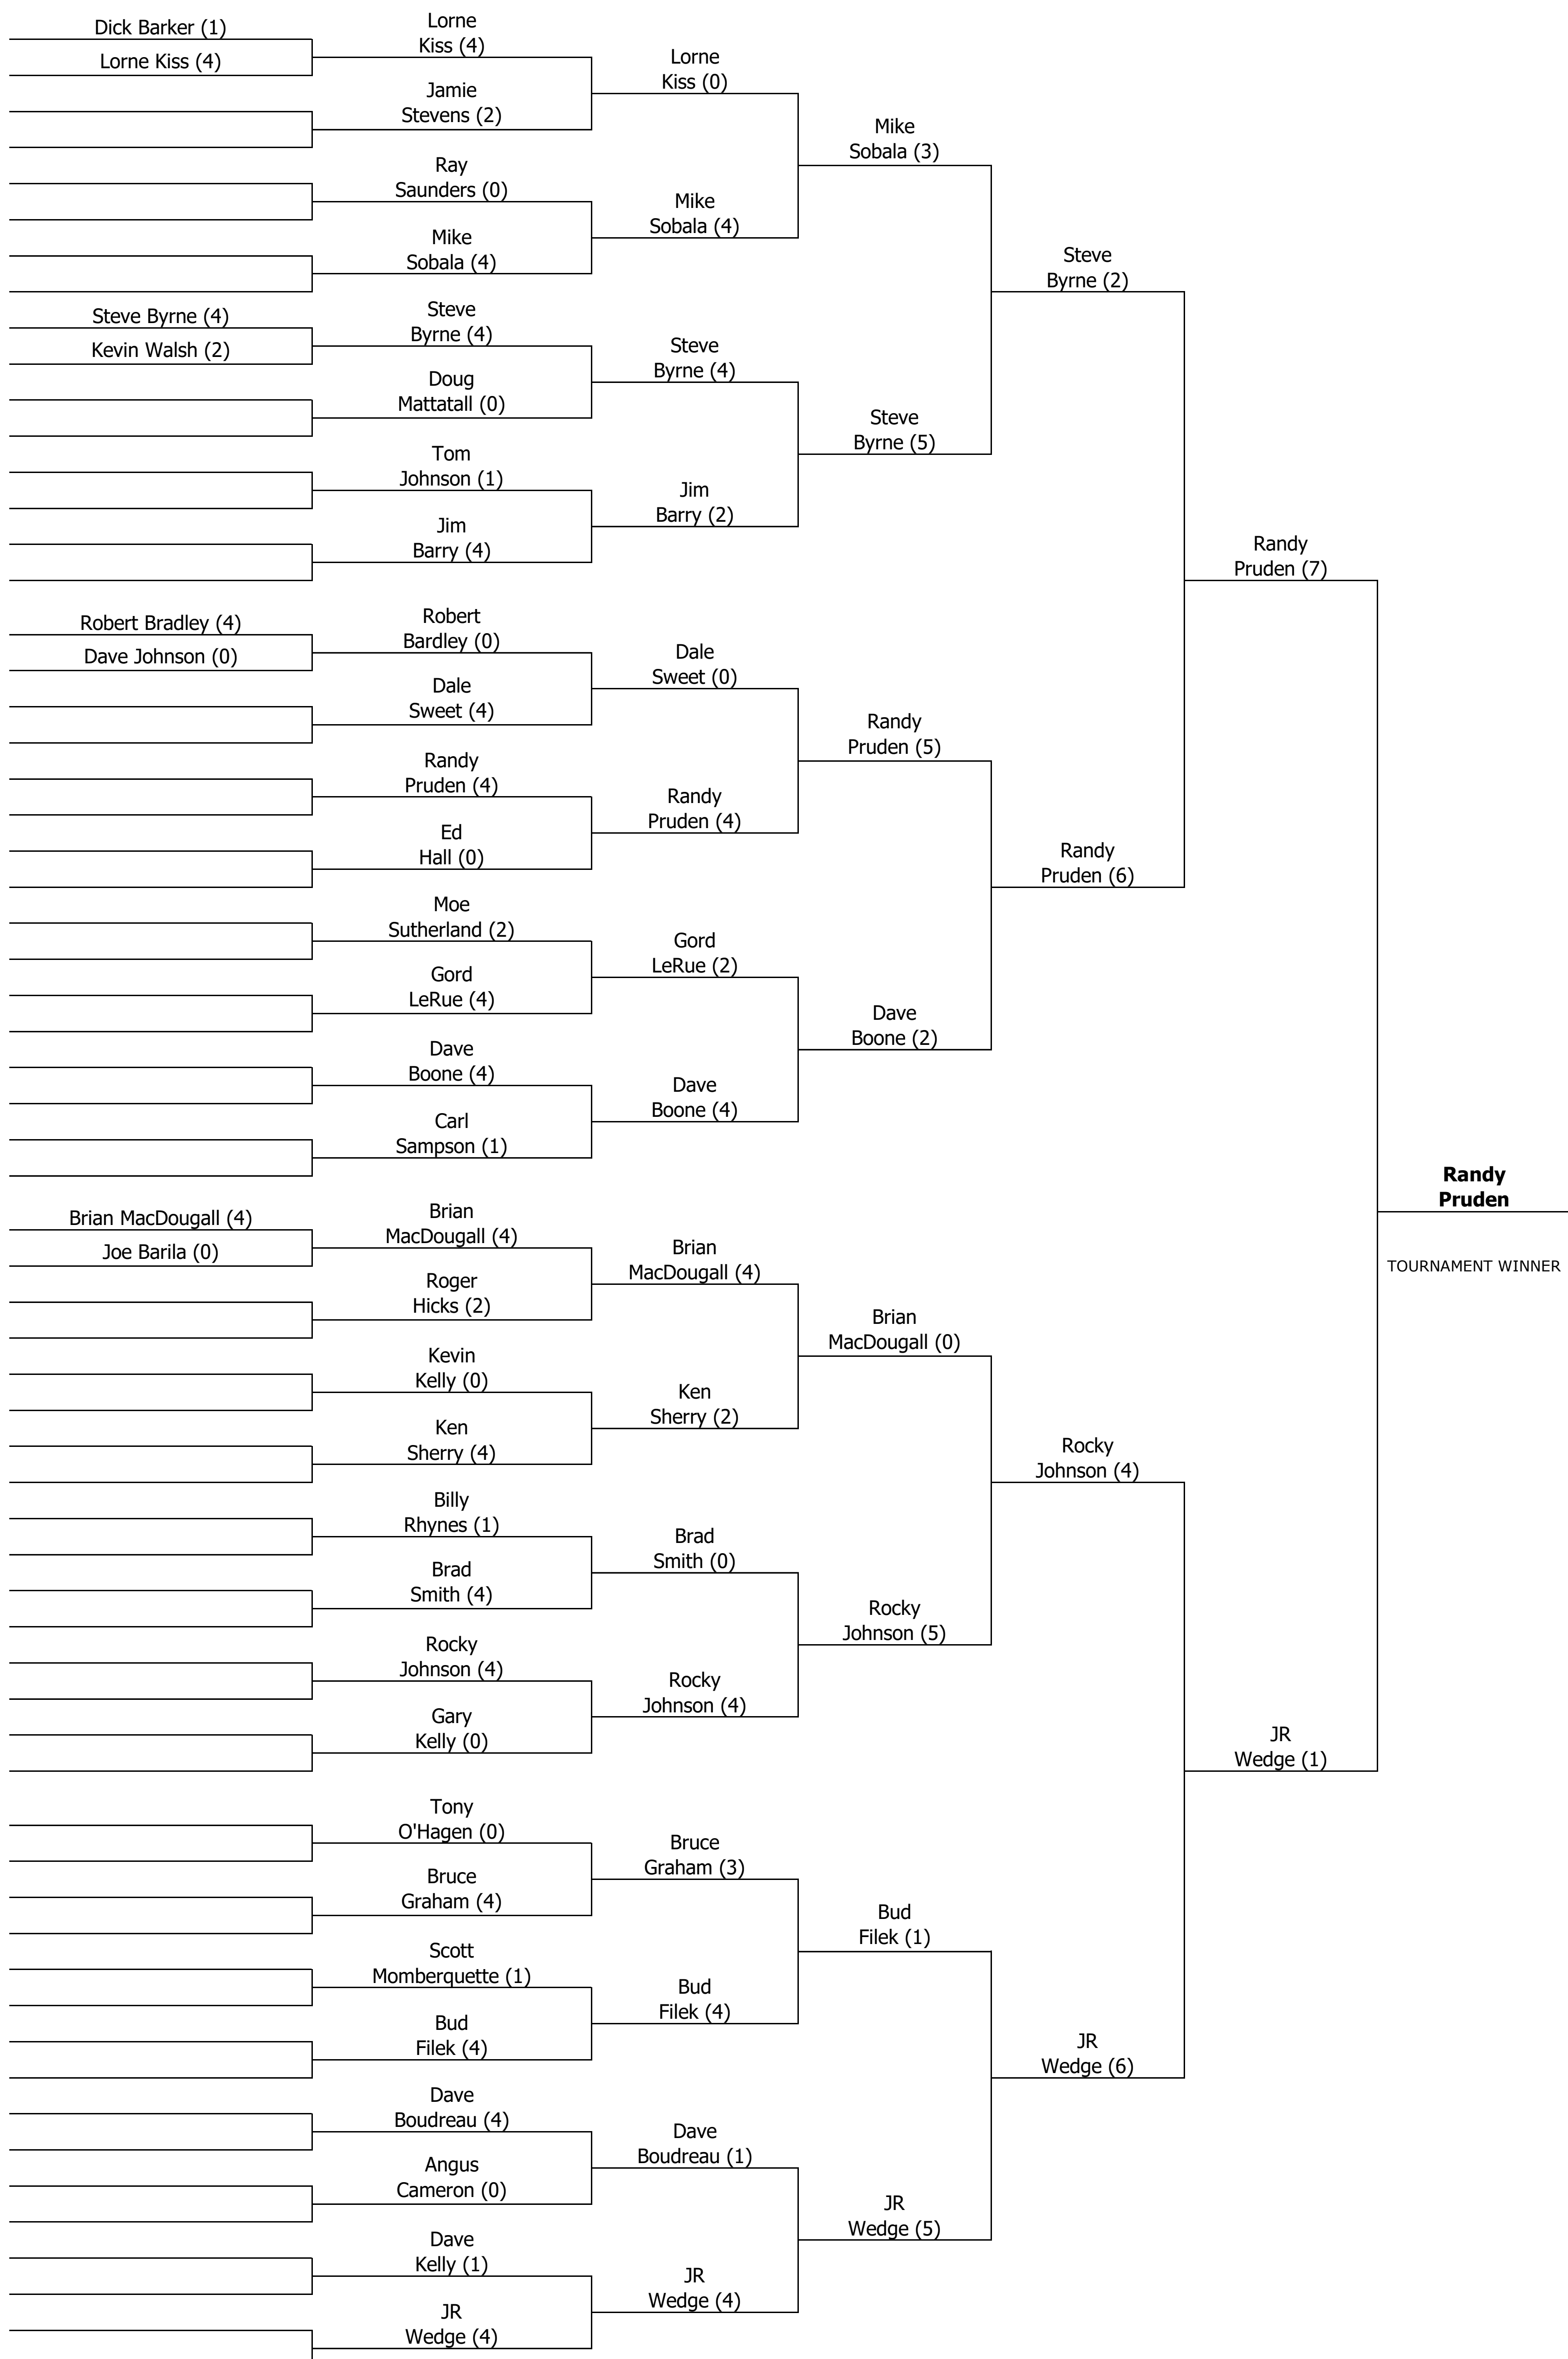 Dick Barker (1)
Lorne Kiss (4)
Steve Byrne (4)
Kevin Walsh (2)
Robert Bradley (4)
Dave Johnson (0)
Brian MacDougall (4)
Joe Barila (0)
Lorne
Kiss (4)
Jamie
Stevens (2)
Ray
Saunders (0)
Mike
Sobala (4)
Steve
Byrne (4)
Doug
Mattatall (0)
Tom
Johnson (1)
Jim
Barry (4)
Robert
Bardley (0)
Dale
Sweet (4)
Randy
Pruden (4)
Ed
Hall (0)
Moe
Sutherland (2)
Gord
LeRue (4)
Dave
Boone (4)
Carl
Sampson (1)
Brian
MacDougall (4)
Roger
Hicks (2)
Kevin
Kelly (0)
Ken
Sherry (4)
Billy
Rhynes (1)
Brad
Smith (4)
Rocky
Johnson (4)
Gary
Kelly (0)
Tony
O'Hagen (0)
Bruce
Graham (4)
Scott
Momberquette (1)
Bud
Filek (4)
Dave
Boudreau (4)
Angus
Cameron (0)
Dave
Kelly (1)
JR
Wedge (4)
Lorne
Kiss (0)
Mike
Sobala (4)
Steve
Byrne (4)
Jim
Barry (2)
Dale
Sweet (0)
Randy
Pruden (4)
Gord
LeRue (2)
Dave
Boone (4)
Brian
MacDougall (4)
Ken
Sherry (2)
Brad
Smith (0)
Rocky
Johnson (4)
Bruce
Graham (3)
Bud
Filek (4)
Dave
Boudreau (1)
JR
Wedge (4)
Mike
Sobala (3)
Steve
Byrne (5)
Randy
Pruden (5)
Dave
Boone (2)
Brian
MacDougall (0)
Rocky
Johnson (5)
Bud
Filek (1)
JR
Wedge (5)
Steve
Byrne (2)
Randy
Pruden (6)
Rocky
Johnson (4)
JR
Wedge (6)
Randy
Pruden (7)
JR
Wedge (1)
Randy
Pruden
TOURNAMENT WINNER